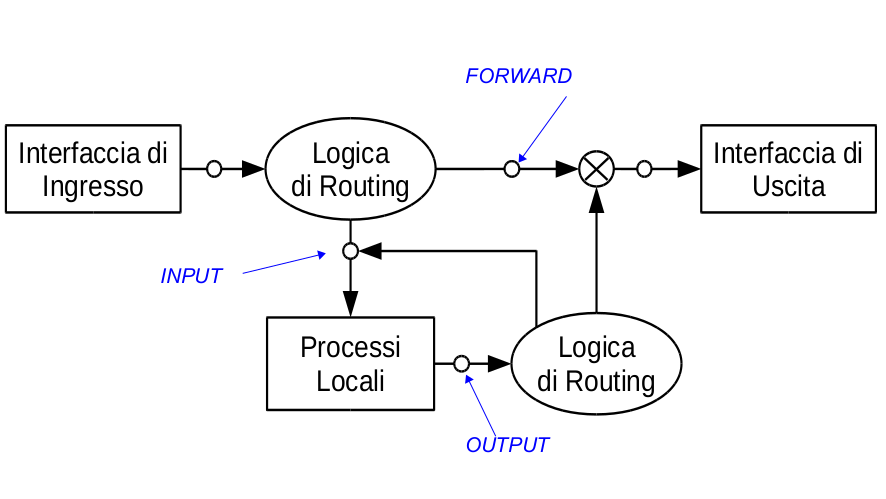 FORWARD
Interfaccia di
Ingresso
Logica
di Routing
Interfaccia di
Uscita
INPUT
Processi
Locali
Logica
di Routing
OUTPUT